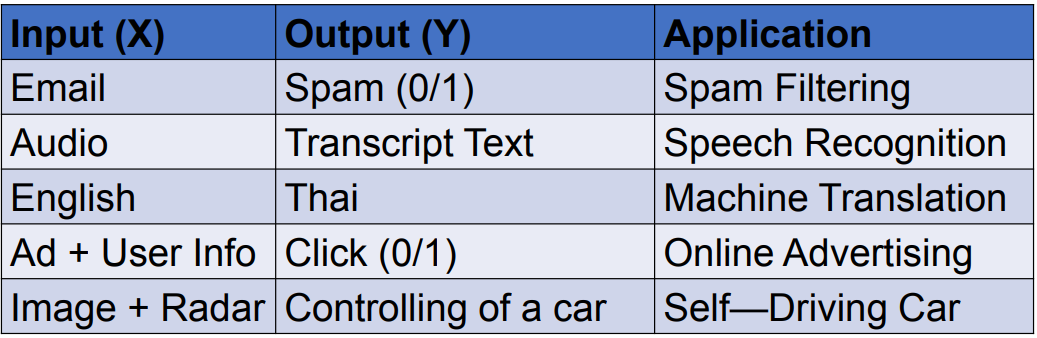 Input (X) Output (Y) Application
Email Spam (0/1) Spam Filtering
Audio Transcript Text Speech Recognition
English Thai Machine Translation
Ad + User Info Click (0/1) Online Advertising
Image + Radar Controlling of a car Self—Driving Car